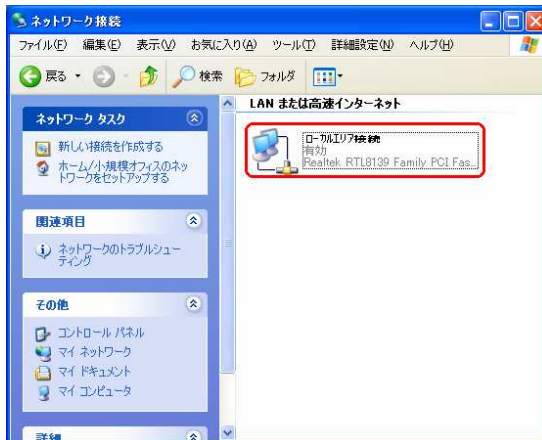 ネットワーク接続
ファイル(F) 編集(E) 表示(V) お気に入り(A) ツール(T) 詳細設定(N) ヘルプ(H)
戻る 検索 フォルダ
ネットワーク タスク
新しい接続を作成する
ホーム/小規模オフィスのネッ
トワークをセットアップする
関連項目
ネットワークのトラブルシュー
ティング
その他
コントロール パネル
マイ ネットワーク
マイ ドキュメント
マイ コンピュータ
詳細
LAN または高速インターネット
ローカルエリア接続
有効
Realtek RTL8139 Family PCI Fas...